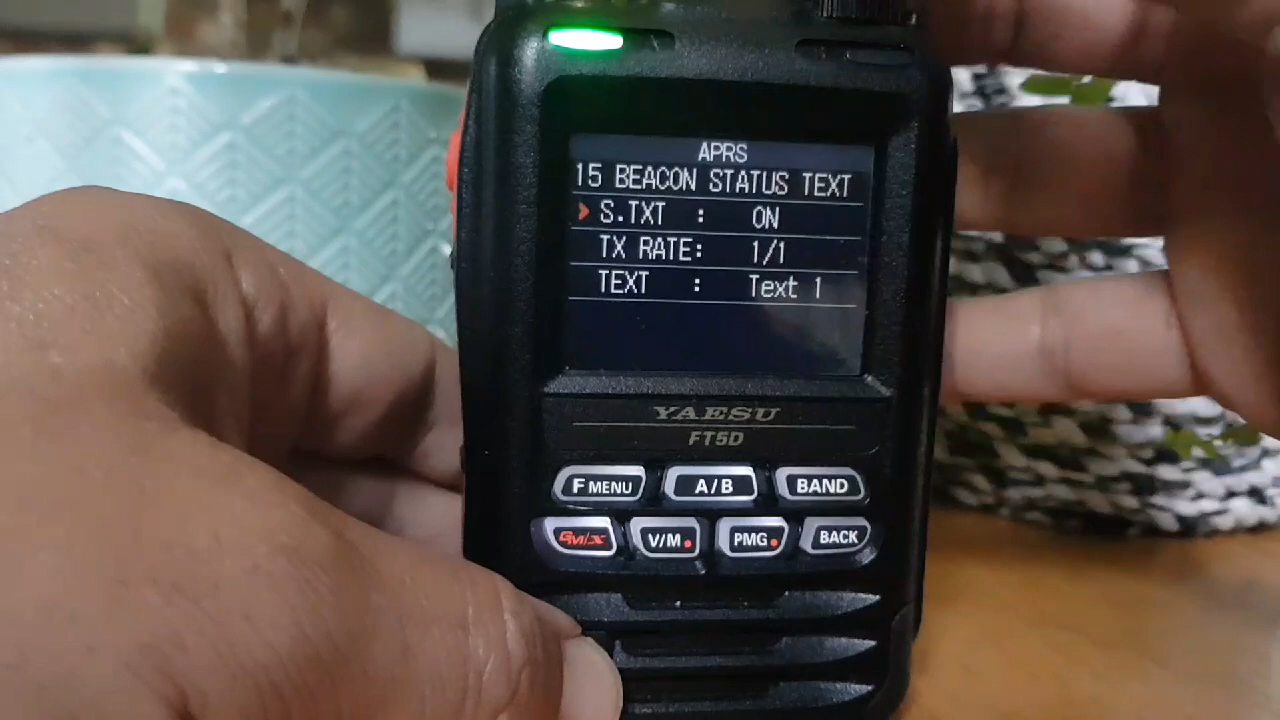 APRS
15 BEACON STATUS TEXT
S.TXT : ON
TX RATE: 1/1
TEXT : Text 1
YAESU
FT5D
F MENU A/B BAND
GM/X V/M PMG BACK